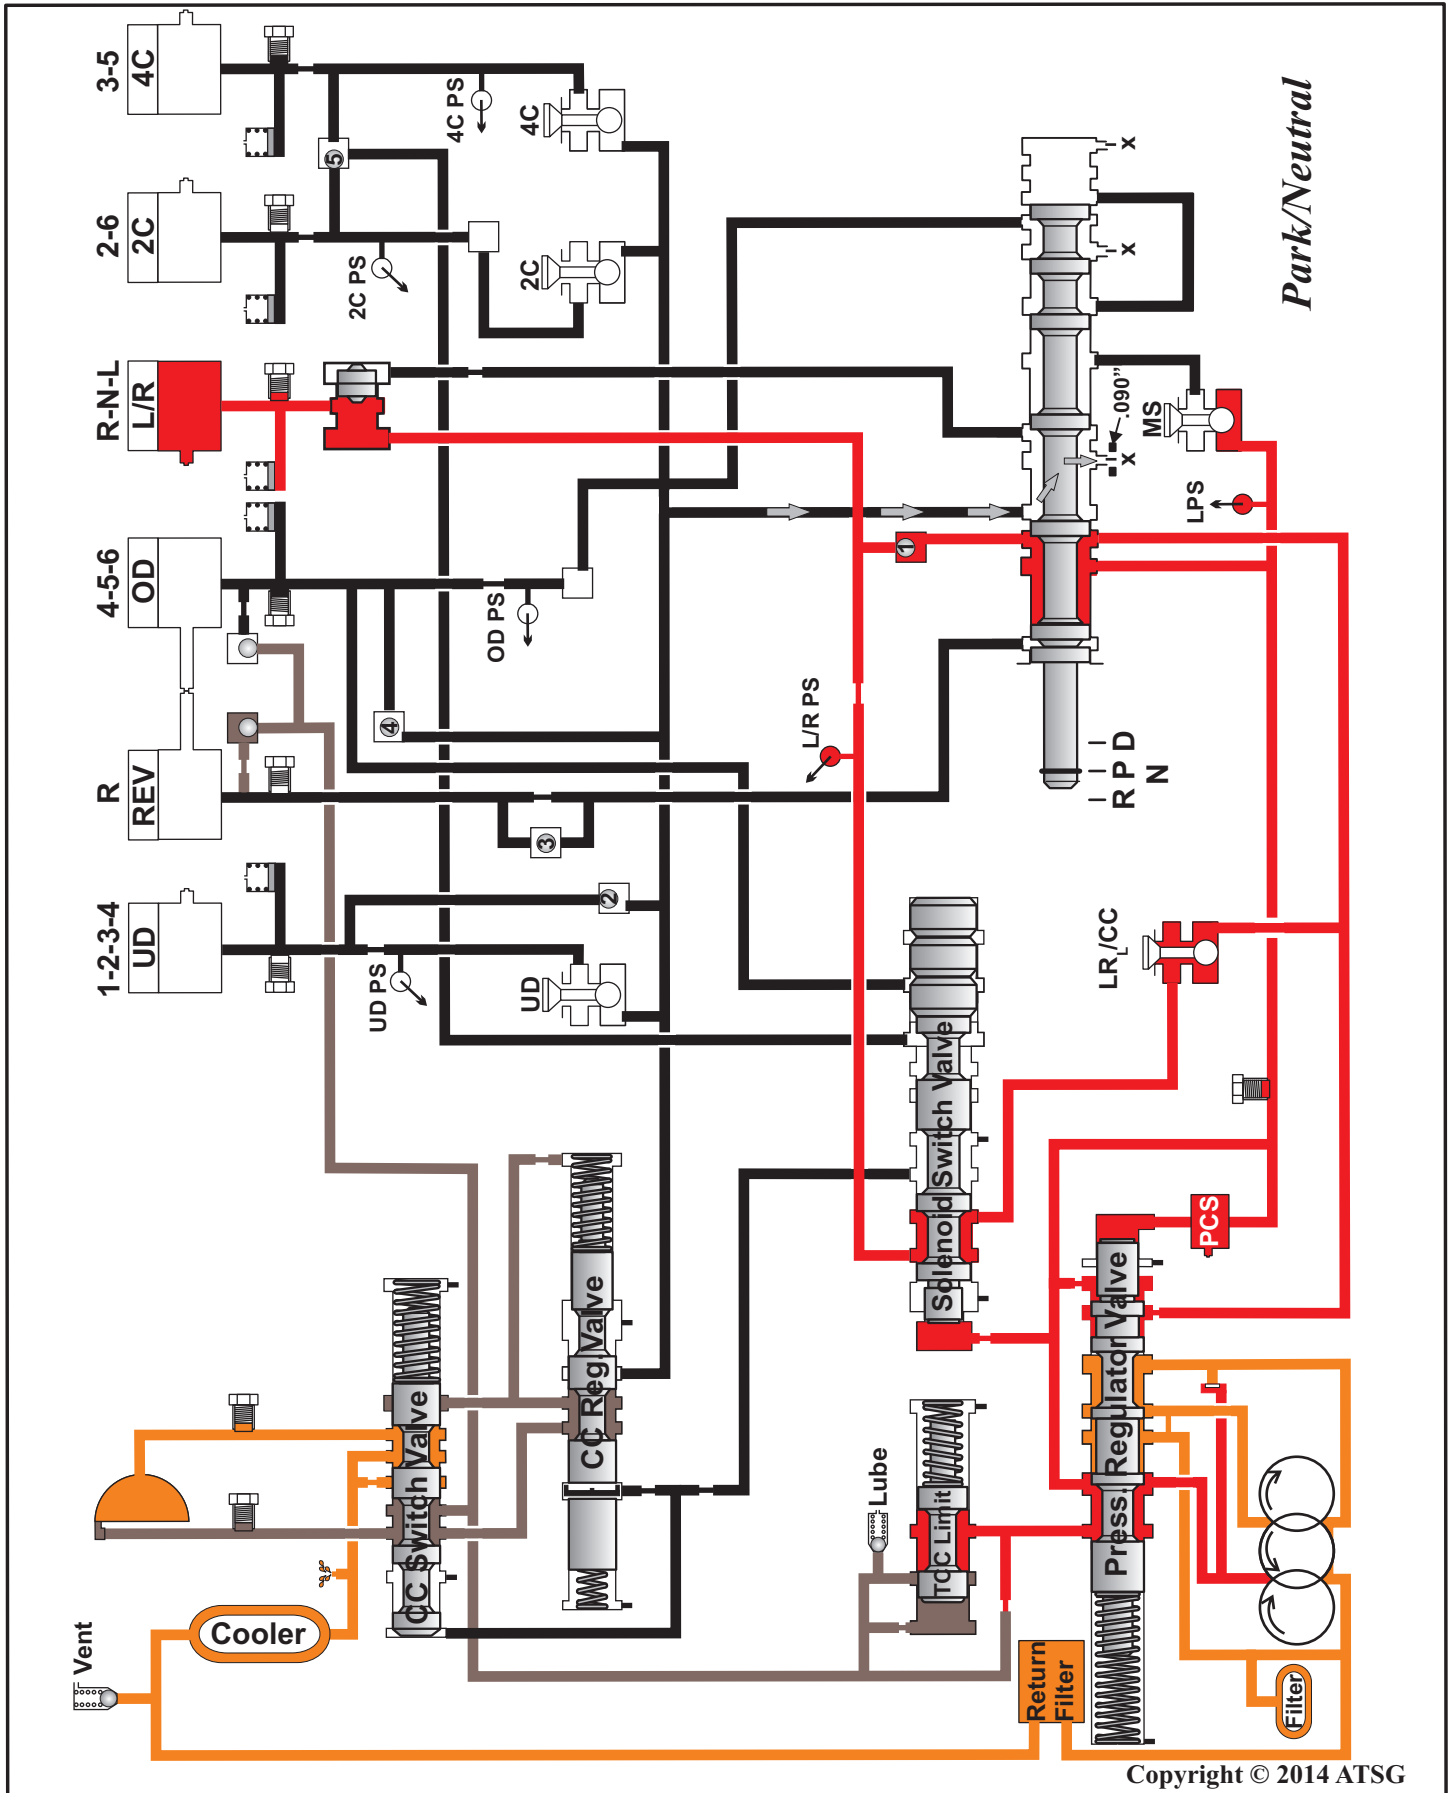 3-5
4C
2-6
2C
R-N-L
L/R
4-5-6
OD
R
REV
1-2-3-4
UD
4C PS
4C
5
2C PS
2C
OD PS
4
3
2
UD PS
UD
L/R PS
1
x
x
x
.090”
MS
LPS
R P D
N
Park/Neutral
LR L/CC
Solenoid Switch Valve
PCS
Press. Regulator Valve
CC Reg. Valve
CC Switch Valve
TCC Limit
Lube
Vent
Cooler
Return
Filter
Filter
Copyright © 2014 ATSG